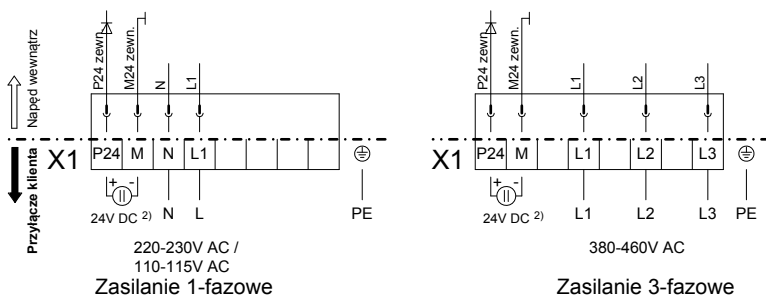 Napęd wewnątrz
Przyłącze klienta
P24 zewn.
M24 zewn.
N
L1
X1
P24 M N L1
+ -
24V DC 2)
N
L
PE
220-230V AC /
110-115V AC
Zasilanie 1-fazowe
P24 zewn.
M24 zewn.
L1
L2
L3
X1
P24 M L1 L2 L3
+ -
24V DC 2)
L1
L2
L3
PE
380-460V AC
Zasilanie 3-fazowe